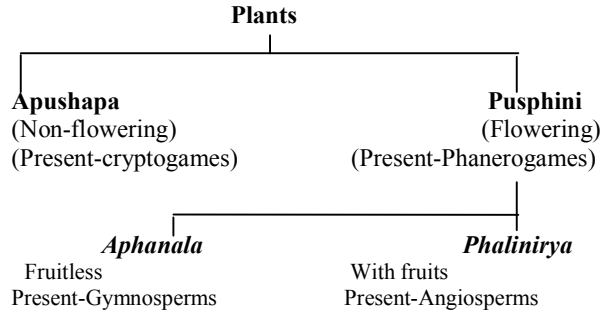 Plants
Apushapa
(Non-flowering)
(Present-cryptogames)
Pusphini
(Flowering)
(Present-Phanerogames)
Aphanala
Fruitless
Present-Gymnosperms
Phalinirya
With fruits
Present-Angiosperms